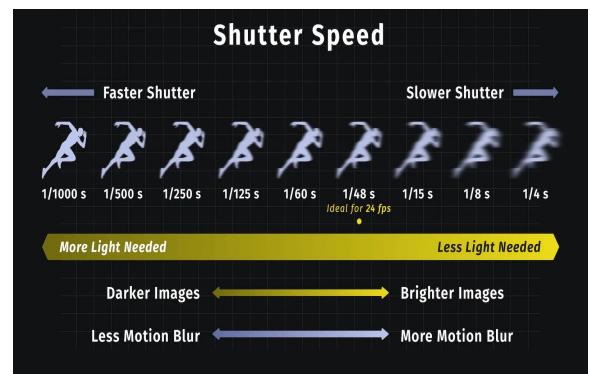 Shutter Speed
Faster Shutter Slower Shutter
1/1000 s 1/500 s 1/250 s 1/125 s 1/60 s 1/48 s 1/15 s 1/8 s 1/4 s
Ideal for 24 fps
More Light Needed Less Light Needed
Darker Images Brighter Images
Less Motion Blur More Motion Blur